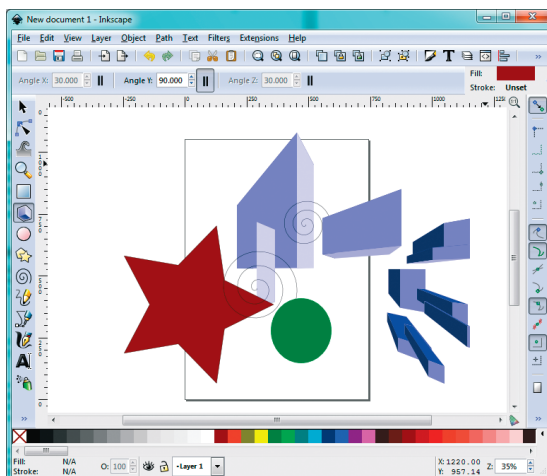 New document 1 - Inkscape
File Edit View Layer Object Path Text Filters Extensions Help
Angle X: 30.000 Angle Y: 90.000 Angle Z: 30.000
Fill:
Stroke: Unset
-500 -250 0 250 500 750 1000 1250
Fill: N/A
Stroke: N/A
O: 100
-Layer 1
X: 1220.00
Y: 957.14
Z: 35%